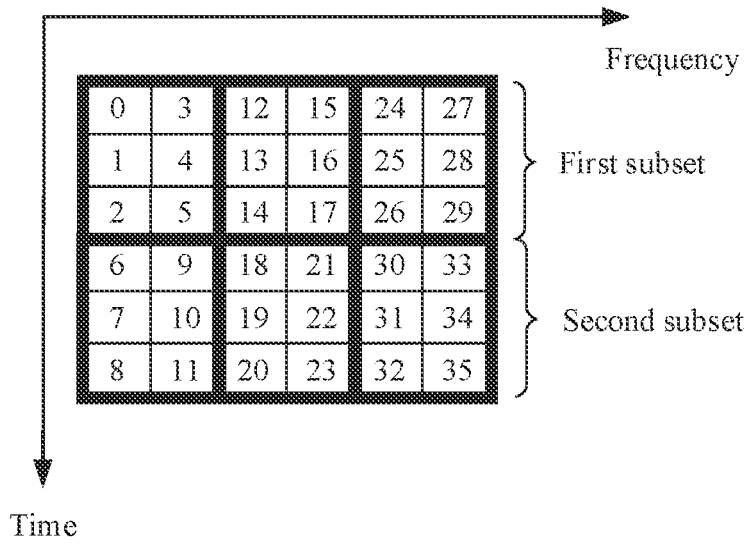 Frequency
0 3 12 15 24 27
1 4 13 16 25 28
First subset
2 5 14 17 26 29
6 9 18 21 30 33
7 10 19 22 31 34
Second subset
8 11 20 23 32 35
Time